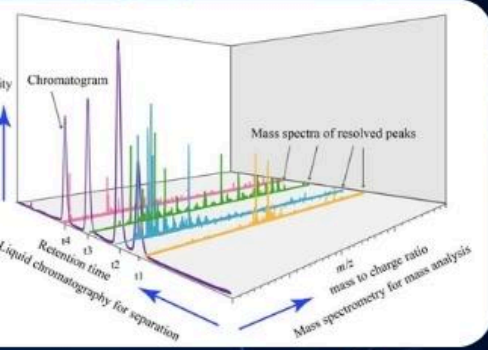 ity
Chromatogram
Mass spectra of resolved peaks
t4
t3
t2
t1
Retention time
Liquid chromatography for separation
m/z
mass to charge ratio
Mass spectrometry for mass analysis